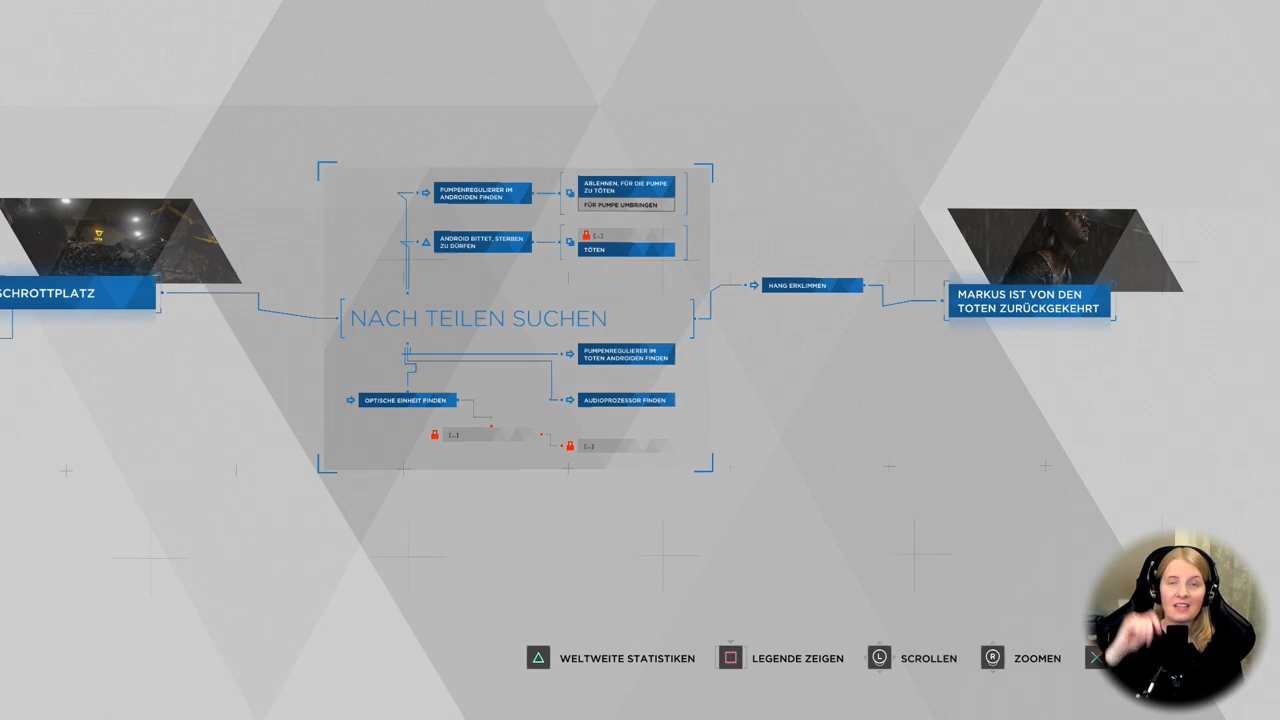 PUMPENREGULIERER IM
ANDROIDEN FINDEN
ABLEHNEN, FÜR DIE PUMPE
ZU TÖTEN
FÜR PUMPE UMBRINGEN
ANDROID BITTET, STERBEN
ZU DÜRFEN
[...]
TÖTEN
SCHROTTPLATZ
NACH TEILEN SUCHEN
HANG ERKLIMMEN
MARKUS IST VON DEN
TOTEN ZURÜCKGEKEHRT
PUMPENREGULIERER IM
TOTEN ANDROIDEN FINDEN
OPTISCHE EINHEIT FINDEN
AUDIOPROZESSOR FINDEN
[...]
[...]
WELTWEITE STATISTIKEN
LEGENDE ZEIGEN
L
SCROLLEN
R
ZOOMEN